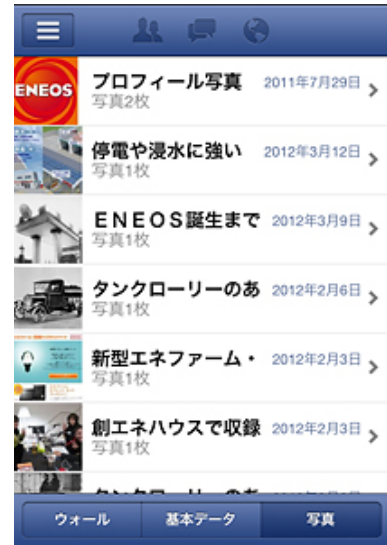 ENEOS
プロフィール写真
2011年7月29日
写真2枚
停電や浸水に強い
2012年3月12日
写真1枚
ＥＮＥＯＳ誕生まで
2012年3月9日
写真1枚
タンクローリーのあ
2012年2月6日
写真1枚
新型エネファーム・
2012年2月3日
写真1枚
創エネハウスで収録
2012年2月3日
写真1枚
ウォール
基本データ
写真